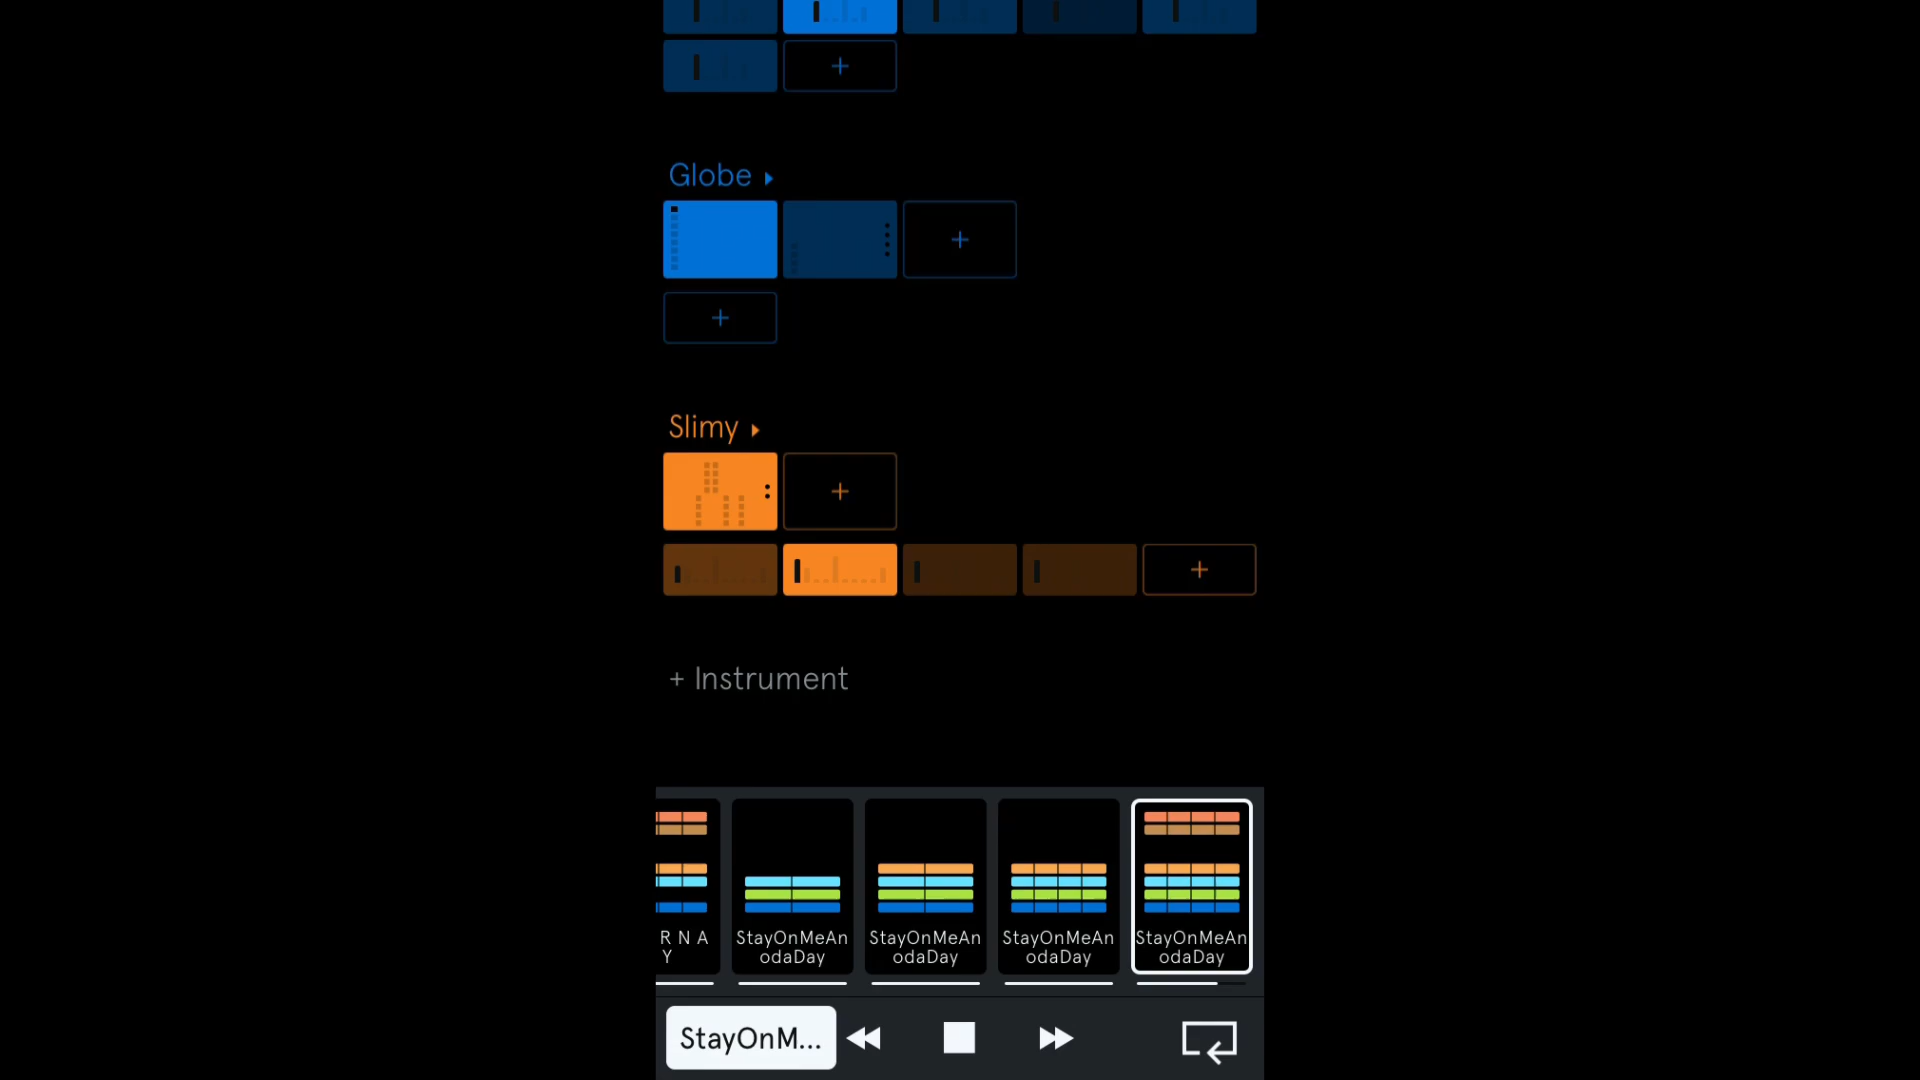 +
Globe
+
+
Slimy
+
+
+ Instrument
R N A
Y
StayOnMeAn
odaDay
StayOnMeAn
odaDay
StayOnMeAn
odaDay
StayOnMeAn
odaDay
StayOnM...